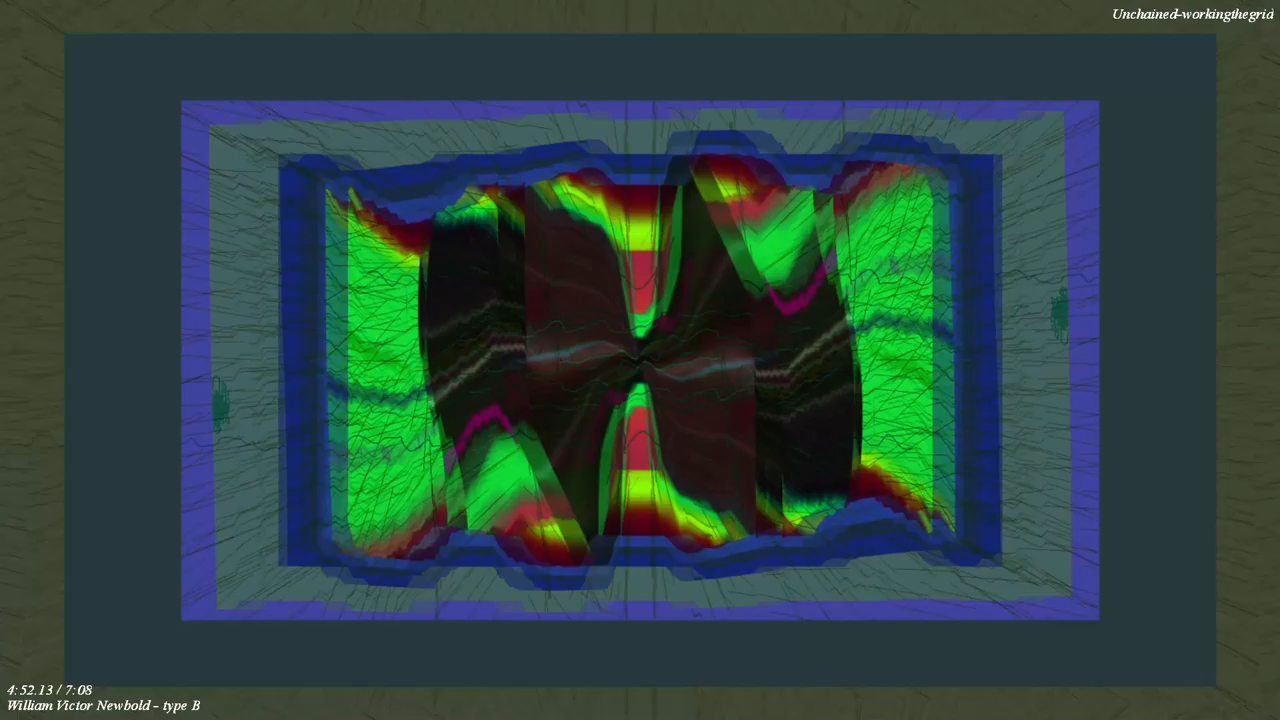 Unchained-workingthegrid
4:52.13 / 7:08
William Victor Newbold - type B